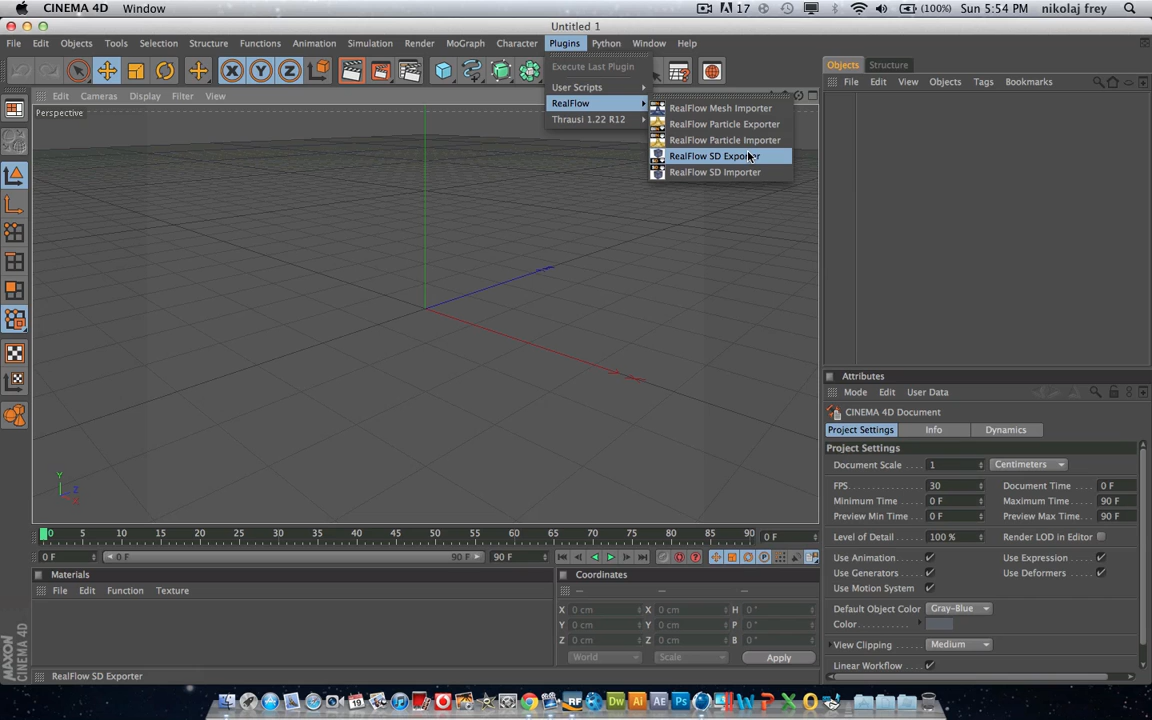 CINEMA 4D Window A 17 (100%) Sun 5:54 PM nikolaj frey
Untitled 1
File Edit Objects Tools Selection Structure Functions Animation Simulation Render MoGraph Character Plugins Python Window Help
Execute Last Plugin
User Scripts
RealFlow
Thrausi 1.22 R12
RealFlow Mesh Importer
RealFlow Particle Exporter
RealFlow Particle Importer
RealFlow SD Exporter
RealFlow SD Importer
X Y Z
Edit Cameras Display Filter View
Perspective
Y
Z
X
Objects Structure
File Edit View Objects Tags Bookmarks
Attributes
Mode Edit User Data
CINEMA 4D Document
Project Settings Info Dynamics
Project Settings
Document Scale . . . . 1 Centimeters
FPS . . . . . . . . . . . . 30 Document Time . . 0 F
Minimum Time . . . . 0 F Maximum Time . . . 90 F
Preview Min Time . . 0 F Preview Max Time . 90 F
Level of Detail . . . . . 100 % Render LOD in Editor
Use Animation . . . . Use Expression . . . .
Use Generators . . . . Use Deformers . . . .
Use Motion System .
Default Object Color Gray-Blue
Color . . . . . . . . . .
View Clipping . . . . Medium
Linear Workflow . . .
0 5 10 15 20 25 30 35 40 45 50 55 60 65 70 75 80 85 90 0 F
0 F 0 F 90 F 90 F P
Materials
File Edit Function Texture
Coordinates
— — —
X 0 cm X 0 cm H 0 °
Y 0 cm Y 0 cm P 0 °
Z 0 cm Z 0 cm B 0 °
World Scale Apply
MAXON
CINEMA 4D
RealFlow SD Exporter
19 RF Dw Ai Ae Ps W P X